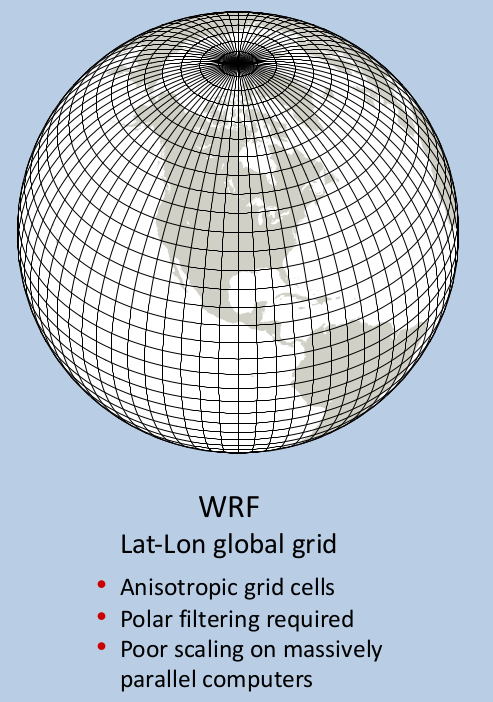 WRF
Lat-Lon global grid
• Anisotropic grid cells
• Polar filtering required
• Poor scaling on massively
parallel computers